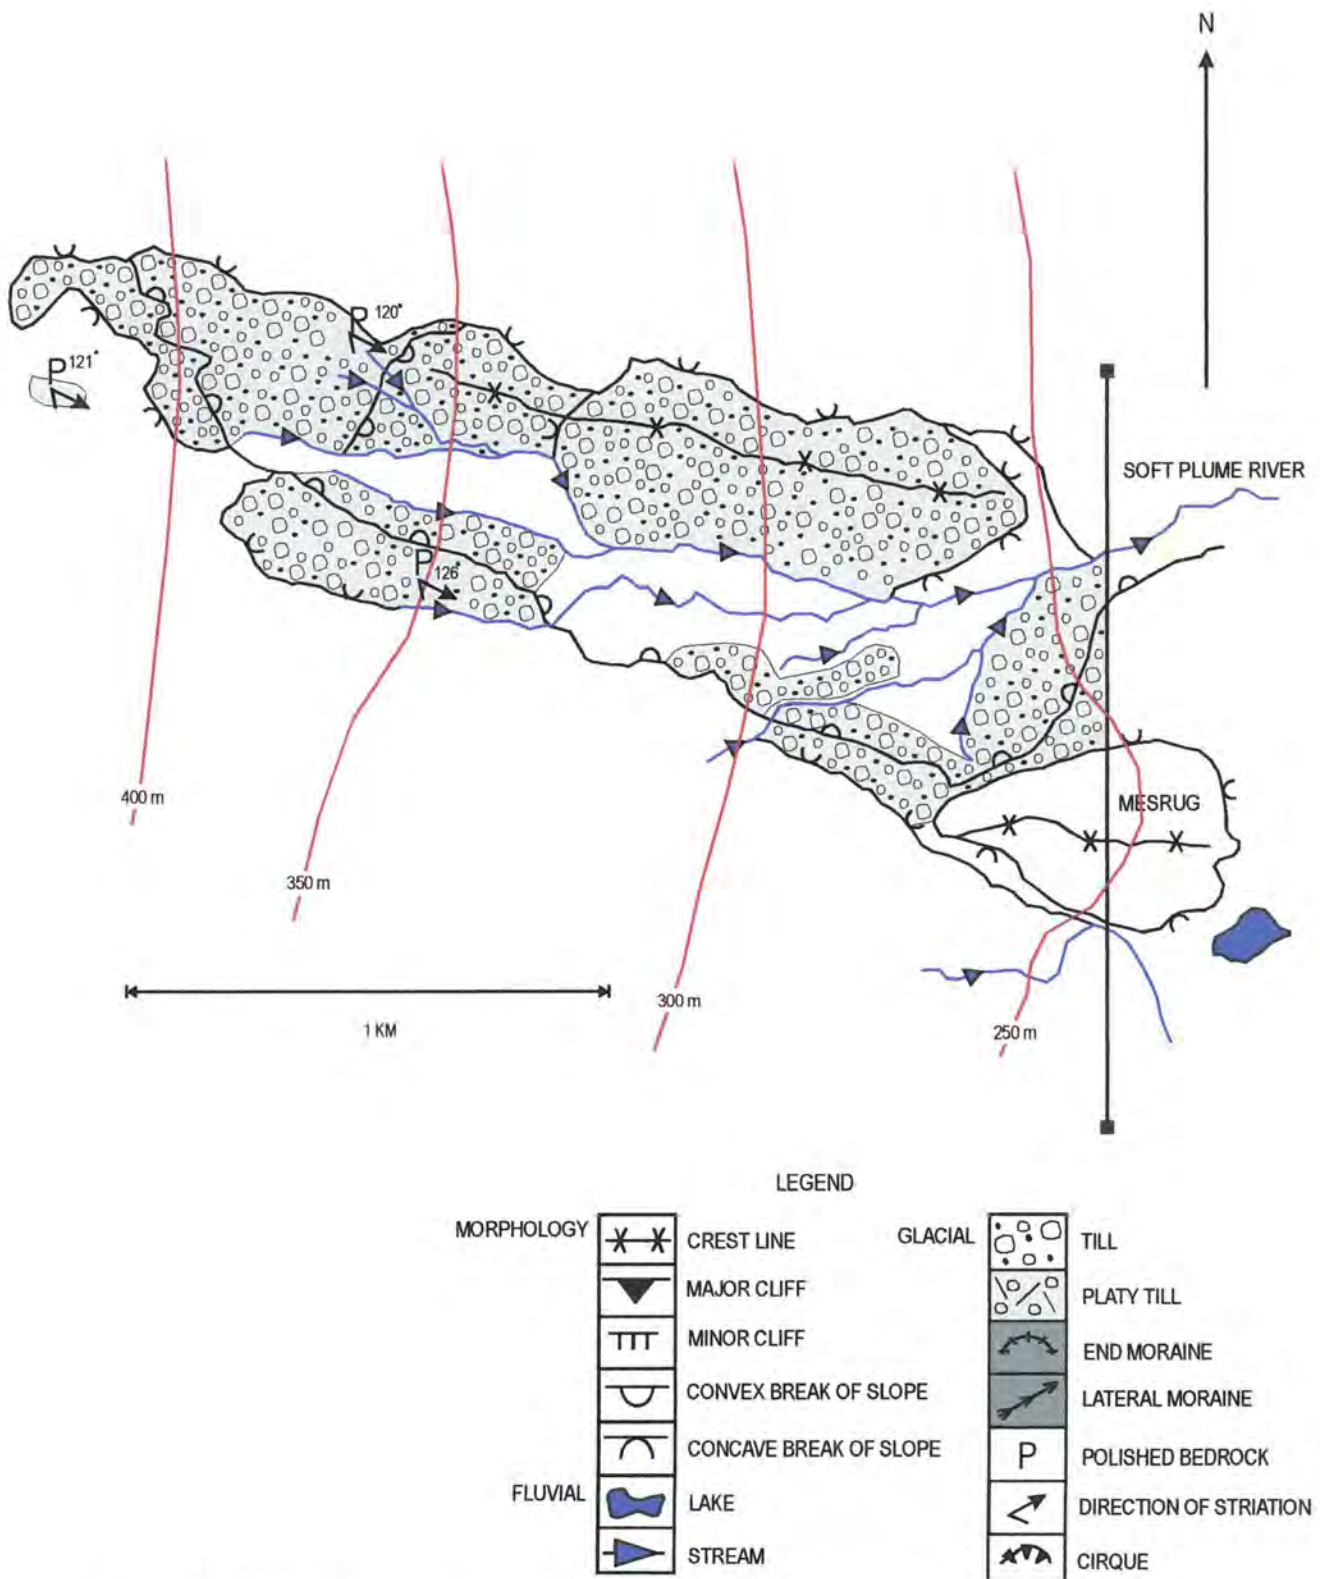 N
P 120°
P 121°
SOFT PLUME RIVER
P 126°
MESRUG
400 m
350 m
300 m
250 m
1 KM
LEGEND
MORPHOLOGY
CREST LINE
MAJOR CLIFF
MINOR CLIFF
CONVEX BREAK OF SLOPE
CONCAVE BREAK OF SLOPE
FLUVIAL
LAKE
STREAM
GLACIAL
TILL
PLATY TILL
END MORAINE
LATERAL MORAINE
P POLISHED BEDROCK
DIRECTION OF STRIATION
CIRQUE